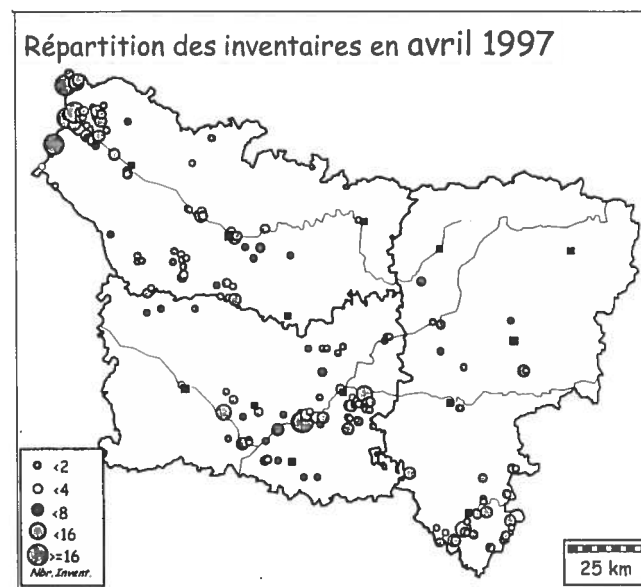 Répartition des inventaires en avril 1997
<2
<4
<8
<16
>=16
Nbr. Invent.
25 km